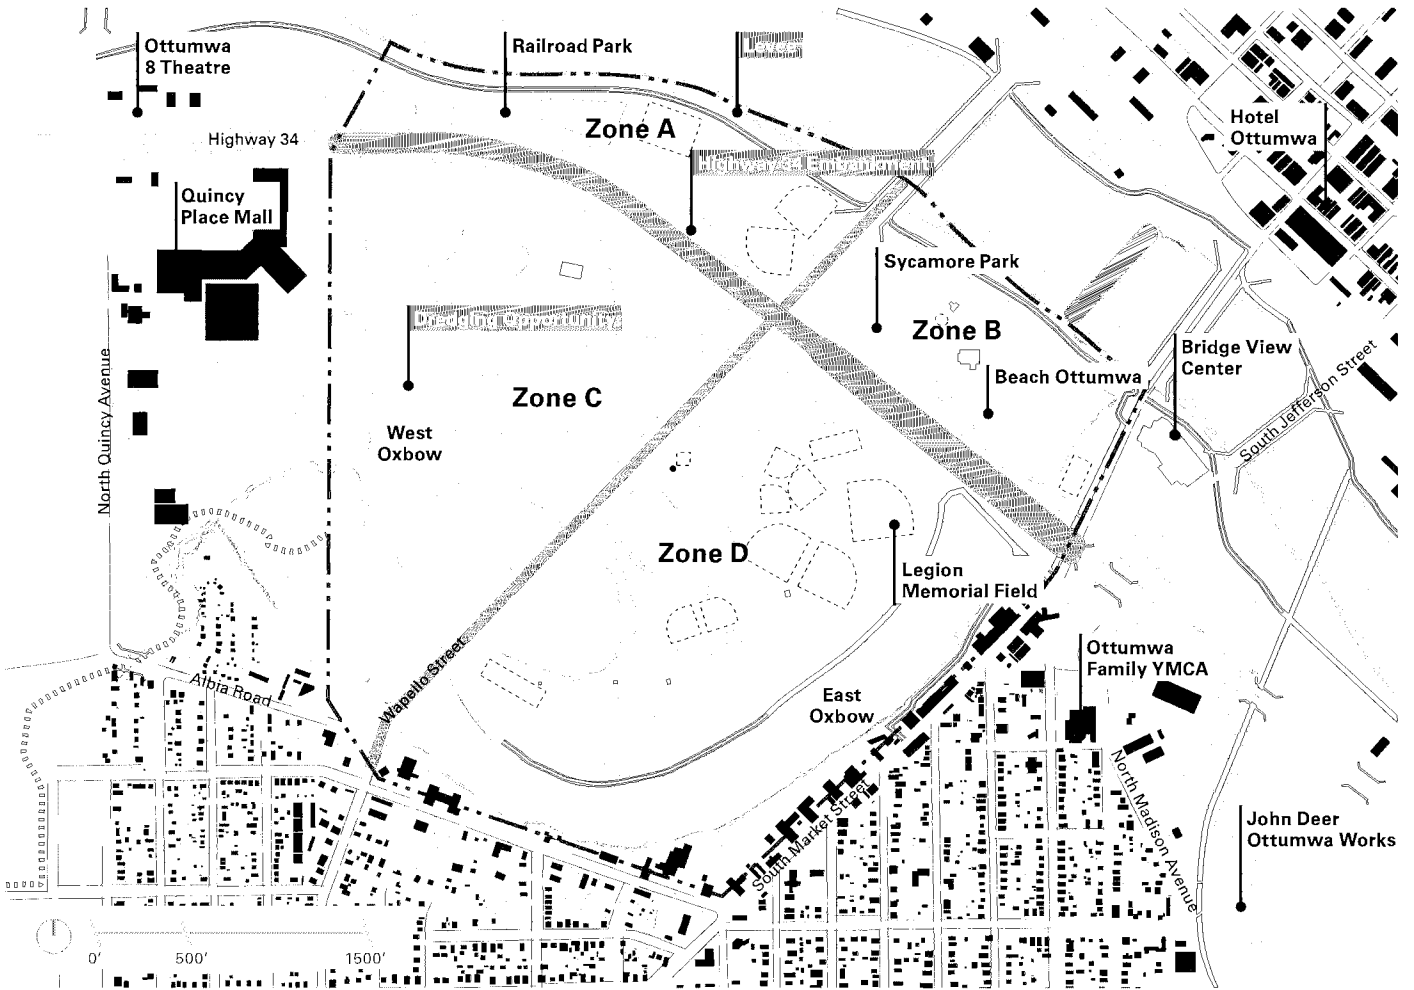 Ottumwa
8 Theatre
Railroad Park
Levee
Zone A
Highway 34
Hotel
Ottumwa
Highway 34 Embankment
Quincy
Place Mall
Sycamore Park
Dredging Opportunity
Zone B
Bridge View
Center
Beach Ottumwa
Zone C
North Quincy Avenue
South Jefferson Street
West
Oxbow
Zone D
Legion
Memorial Field
Ottumwa
Family YMCA
Wapello Street
Albia Road
East
Oxbow
South Market Street
North Madison Avenue
John Deer
Ottumwa Works
0' 500' 1500'